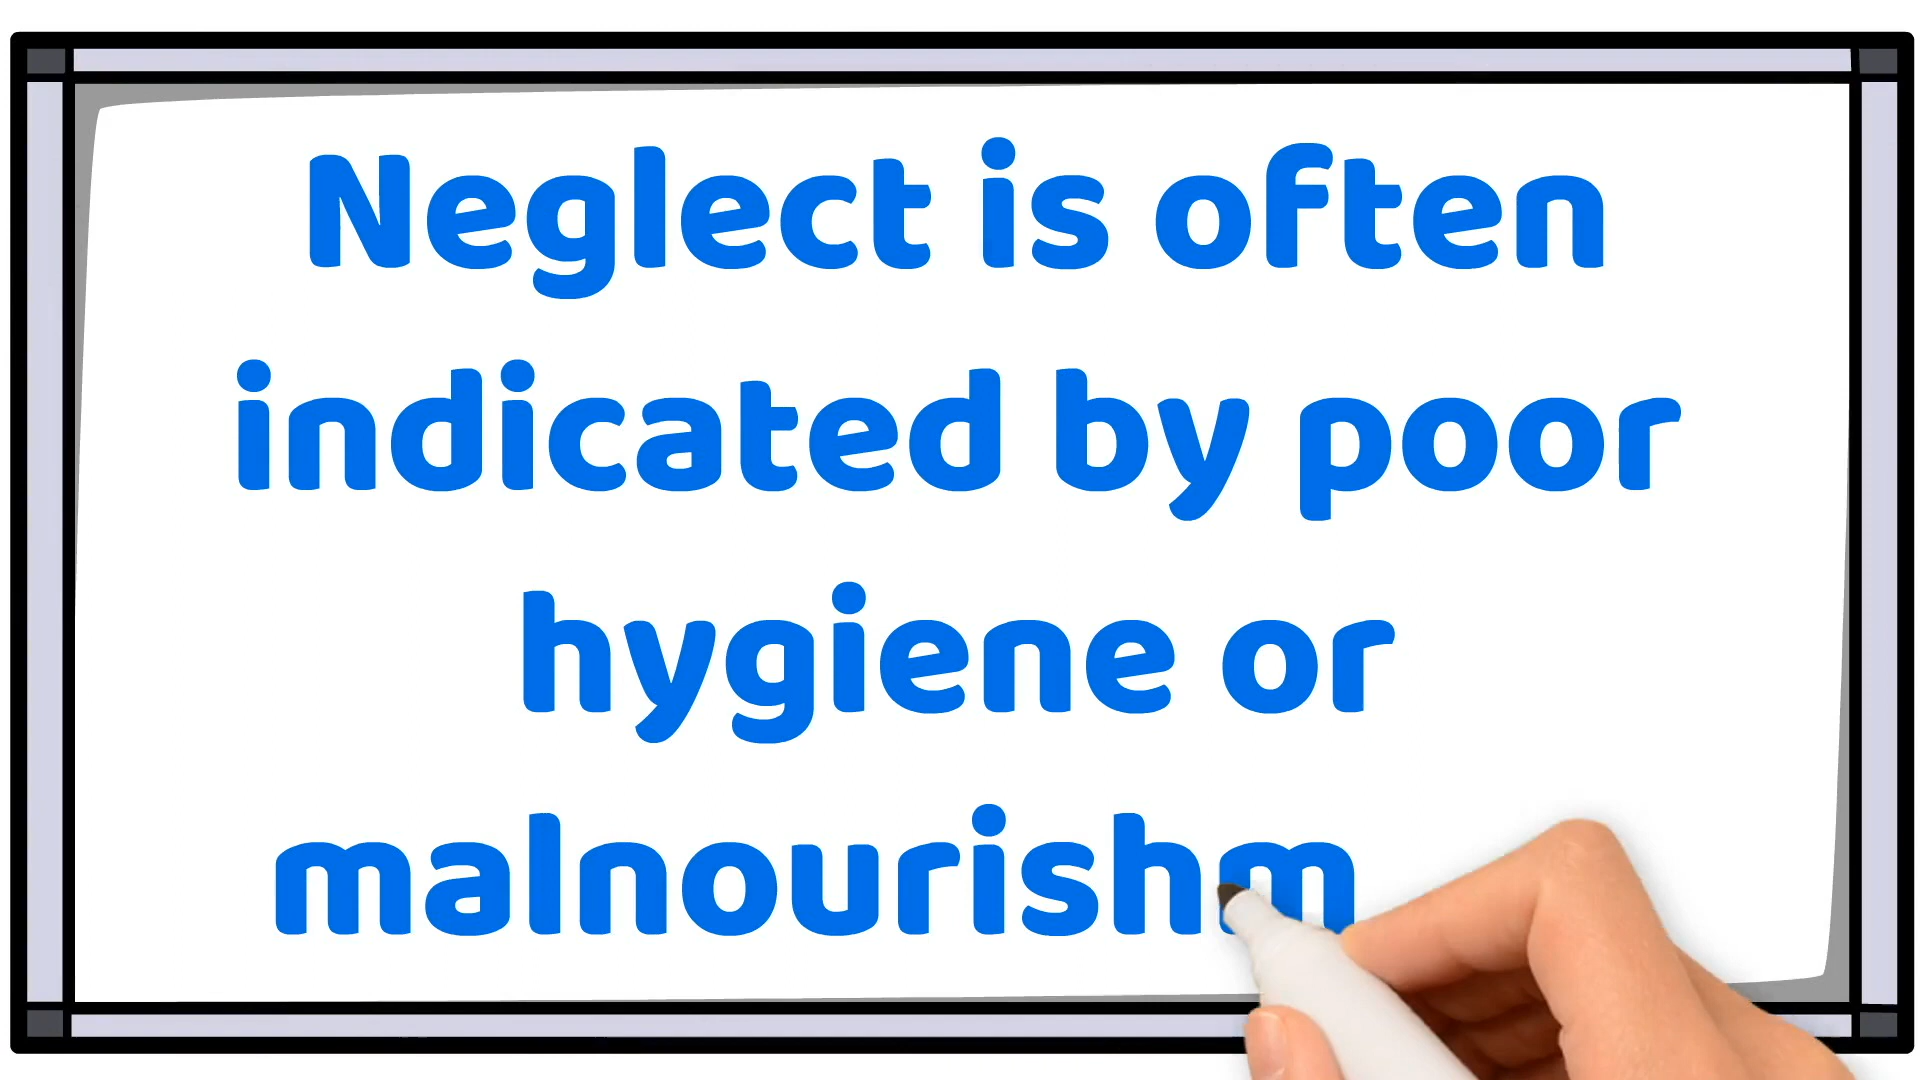 Neglect is often
indicated by poor
hygiene or
malnourishm